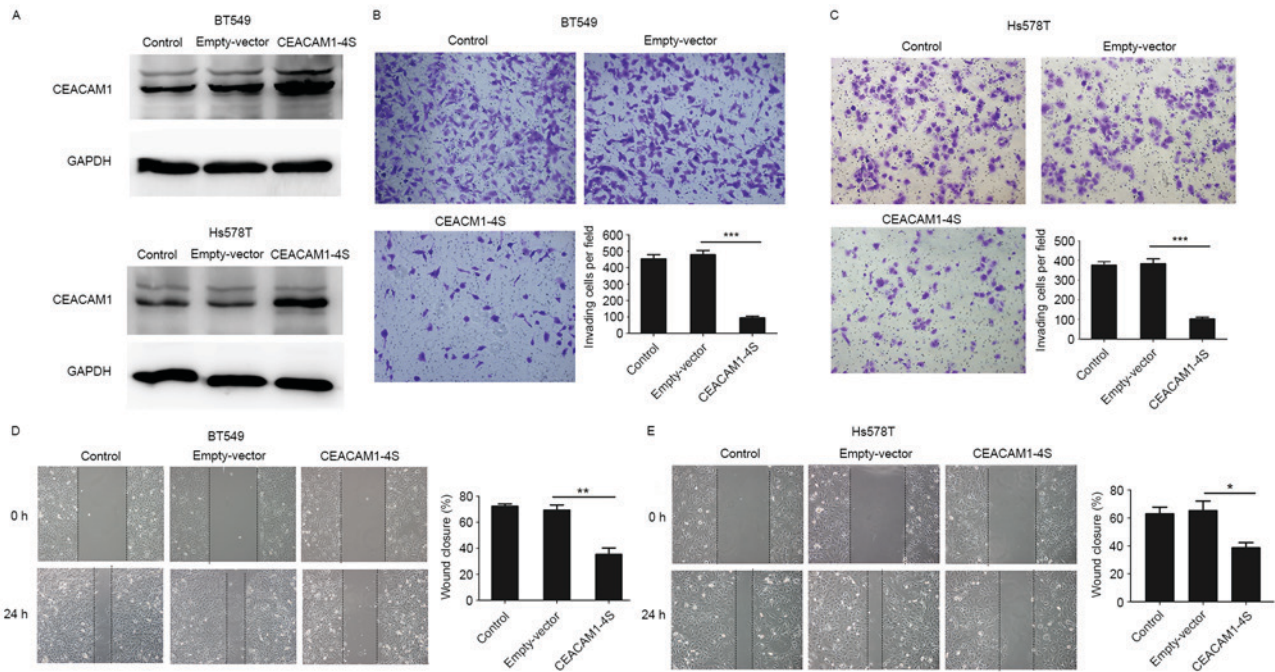 A
BT549
Control Empty-vector CEACAM1-4S
CEACAM1
GAPDH
Hs578T
Control Empty-vector CEACAM1-4S
CEACAM1
GAPDH
B
BT549
Control Empty-vector
CEACM1-4S
Invading cells per field
600
500
400
300
200
100
0
***
Control
Empty-vector
CEACAM1-4S
C
Hs578T
Control Empty-vector
CEACAM1-4S
Invading cells per field
500
400
300
200
100
0
***
Control
Empty-vector
CEACAM1-4S
D
BT549
Control Empty-vector CEACAM1-4S
0 h
24 h
Wound closure (%)
80
60
40
20
0
**
Control
Empty-vector
CEACAM1-4S
E
Hs578T
Control Empty-vector CEACAM1-4S
0 h
24 h
Wound closure (%)
80
60
40
20
0
*
Control
Empty-vector
CEACAM1-4S